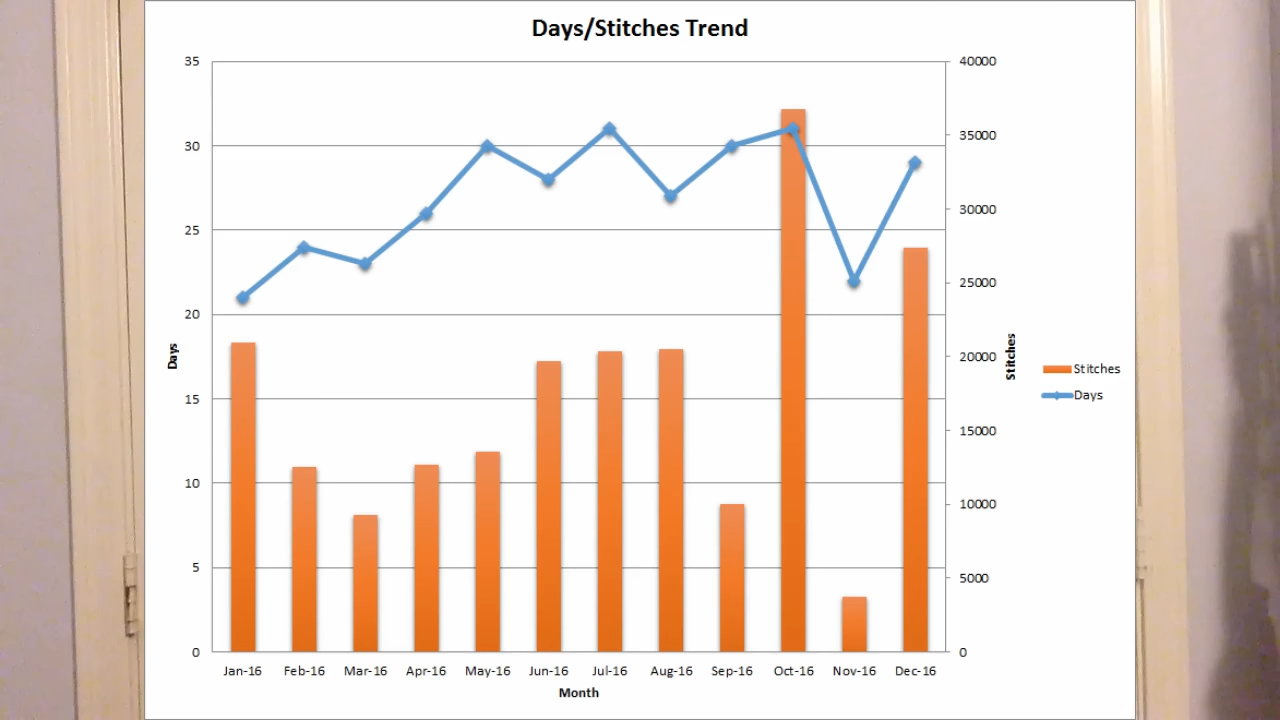 Days/Stitches Trend
35
30
25
20
15
10
5
0
Days
40000
35000
30000
25000
20000
15000
10000
5000
0
Stitches
Stitches
Days
Jan-16 Feb-16 Mar-16 Apr-16 May-16 Jun-16 Jul-16 Aug-16 Sep-16 Oct-16 Nov-16 Dec-16
Month